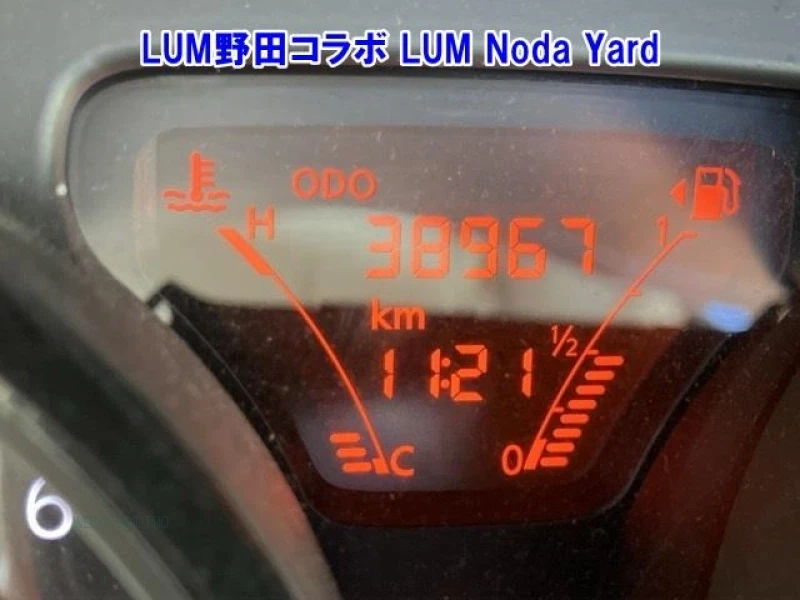 LUM野田コラボ LUM Noda Yard
ODO
H
38967
1
km
1/2
11:21
C
0
6